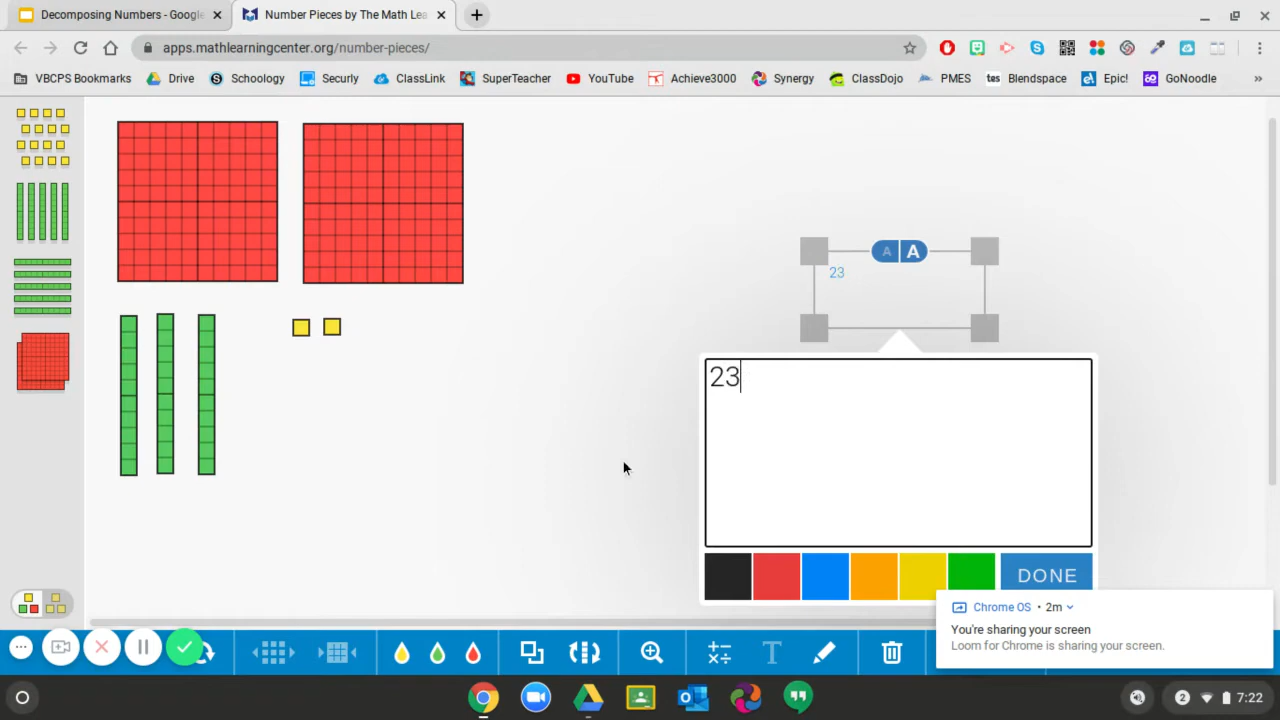 Decomposing Numbers - Google
Number Pieces by The Math Lea
apps.mathlearningcenter.org/number-pieces/
VBCPS Bookmarks
Drive
Schoology
Securly
ClassLink
SuperTeacher
YouTube
Achieve3000
Synergy
ClassDojo
PMES
tes Blendspace
Epic!
GoNoodle
A A
23
23
DONE
Chrome OS • 2m
You're sharing your screen
Loom for Chrome is sharing your screen.
T
2
7:22